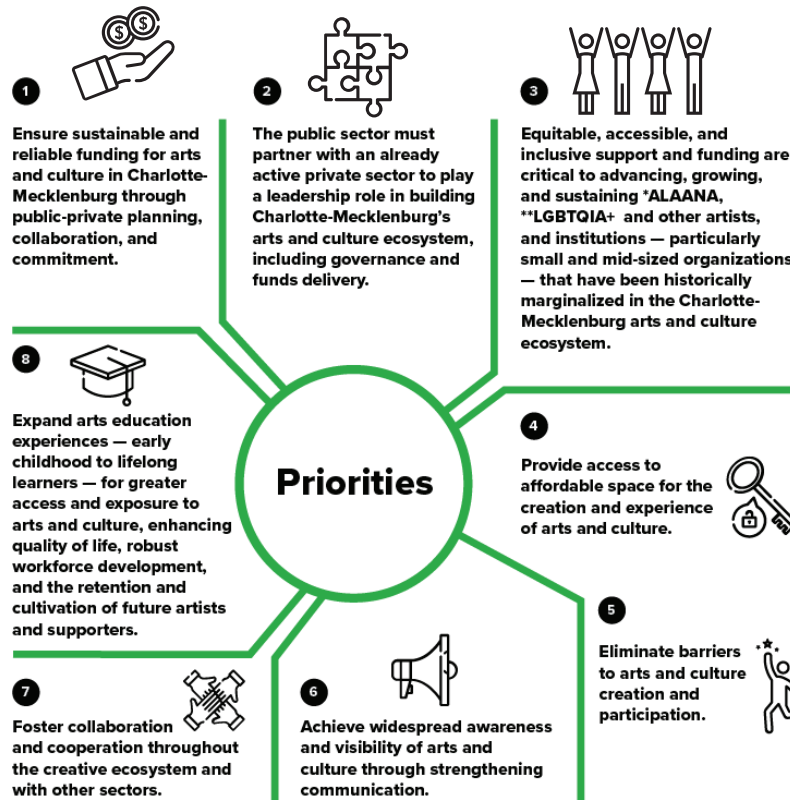 1
Ensure sustainable and
reliable funding for arts
and culture in Charlotte-
Mecklenburg through
public-private planning,
collaboration, and
commitment.
2
The public sector must
partner with an already
active private sector to play
a leadership role in building
Charlotte-Mecklenburg's
arts and culture ecosystem,
including governance and
funds delivery.
3
Equitable, accessible, and
inclusive support and funding are
critical to advancing, growing,
and sustaining *ALAANA,
**LGBTQIA+ and other artists,
and institutions — particularly
small and mid-sized organizations
— that have been historically
marginalized in the Charlotte-
Mecklenburg arts and culture
ecosystem.
Priorities
4
Provide access to
affordable space for the
creation and experience
of arts and culture.
5
Eliminate barriers
to arts and culture
creation and
participation.
6
Achieve widespread awareness
and visibility of arts and
culture through strengthening
communication.
7
Foster collaboration
and cooperation throughout
the creative ecosystem and
with other sectors.
8
Expand arts education
experiences — early
childhood to lifelong
learners — for greater
access and exposure to
arts and culture, enhancing
quality of life, robust
workforce development,
and the retention and
cultivation of future artists
and supporters.
$
$